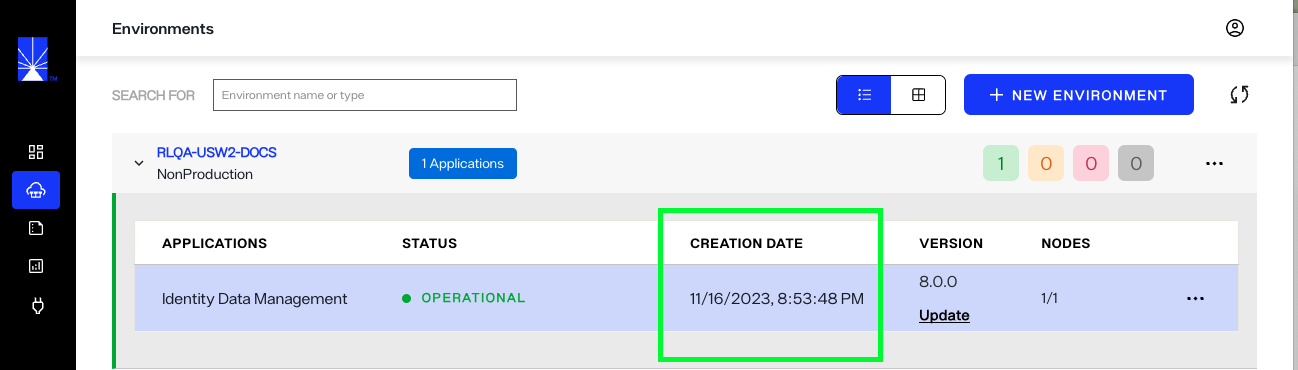 Environments
TM
SEARCH FOR
Environment name or type
+ NEW ENVIRONMENT
RLQA-USW2-DOCS
NonProduction
1 Applications
1 0 0 0
APPLICATIONS STATUS CREATION DATE VERSION NODES
Identity Data Management OPERATIONAL 11/16/2023, 8:53:48 PM 8.0.0 1/1
Update